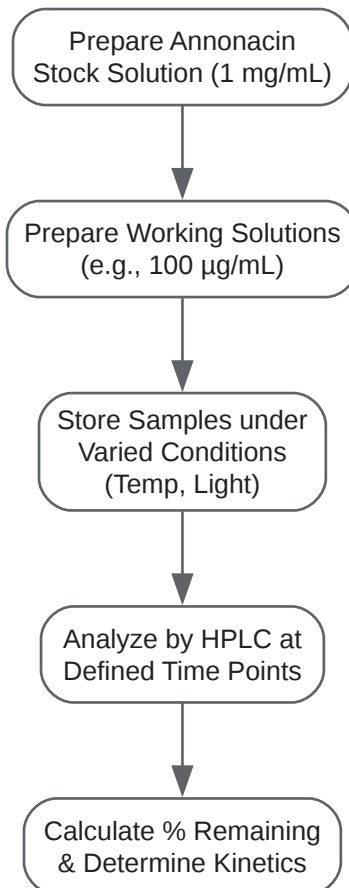 Prepare Annonacin
Stock Solution (1 mg/mL)
Prepare Working Solutions
(e.g., 100 µg/mL)
Store Samples under
Varied Conditions
(Temp, Light)
Analyze by HPLC at
Defined Time Points
Calculate % Remaining
& Determine Kinetics